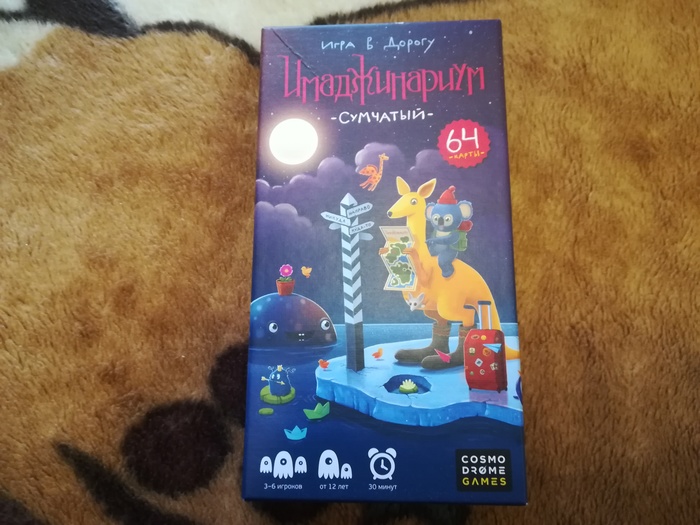 Игра в дорогу
Имаджинариум
-Сумчатый-
64
-карты-
3-6 игроков
от 12 лет
30 минут
COSMO
DROME
GAMES